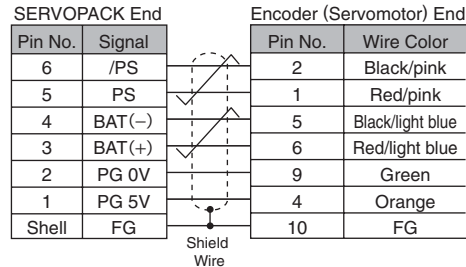 SERVOPACK End Encoder (Servomotor) End
Pin No. Signal Pin No. Wire Color
6 /PS 2 Black/pink
5 PS 1 Red/pink
4 BAT(−) 5 Black/light blue
3 BAT(+) 6 Red/light blue
2 PG 0V 9 Green
1 PG 5V 4 Orange
Shell FG 10 FG
Shield
Wire